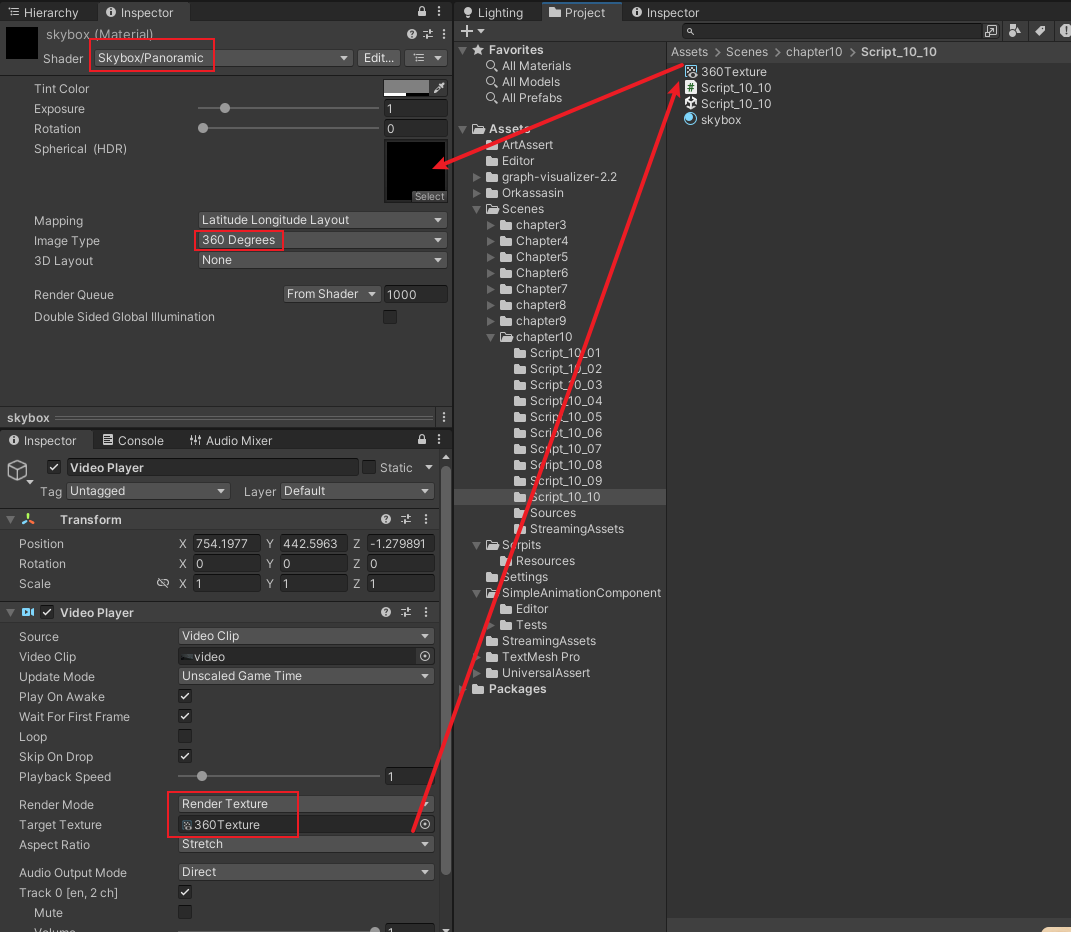 Hierarchy
Inspector
skybox (Material)
Shader
Skybox/Panoramic
Edit...
Tint Color
Exposure
1
Rotation
0
Spherical  (HDR)
Select
Mapping
Latitude Longitude Layout
Image Type
360 Degrees
3D Layout
None
Render Queue
From Shader
1000
Double Sided Global Illumination
skybox
Inspector
Console
Audio Mixer
Video Player
Static
Tag
Untagged
Layer
Default
Transform
Position
X 754.1977 Y 442.5963 Z -1.279891
Rotation
X 0 Y 0 Z 0
Scale
X 1 Y 1 Z 1
Video Player
Source
Video Clip
Video Clip
video
Update Mode
Unscaled Game Time
Play On Awake
Wait For First Frame
Loop
Skip On Drop
Playback Speed
1
Render Mode
Render Texture
Target Texture
360Texture
Aspect Ratio
Stretch
Audio Output Mode
Direct
Track 0 [en, 2 ch]
Mute
Volume
1
Lighting
Project
Inspector
Favorites
All Materials
All Models
All Prefabs
Assets
ArtAssert
Editor
graph-visualizer-2.2
Orkassasin
Scenes
chapter3
Chapter4
Chapter5
Chapter6
Chapter7
chapter8
chapter9
chapter10
Script_10_01
Script_10_02
Script_10_03
Script_10_04
Script_10_05
Script_10_06
Script_10_07
Script_10_08
Script_10_09
Script_10_10
Sources
StreamingAssets
Scrpits
Resources
Settings
SimpleAnimationComponent
Editor
Tests
StreamingAssets
TextMesh Pro
UniversalAssert
Packages
Assets > Scenes > chapter10 > Script_10_10
360Texture
Script_10_10
Script_10_10
skybox